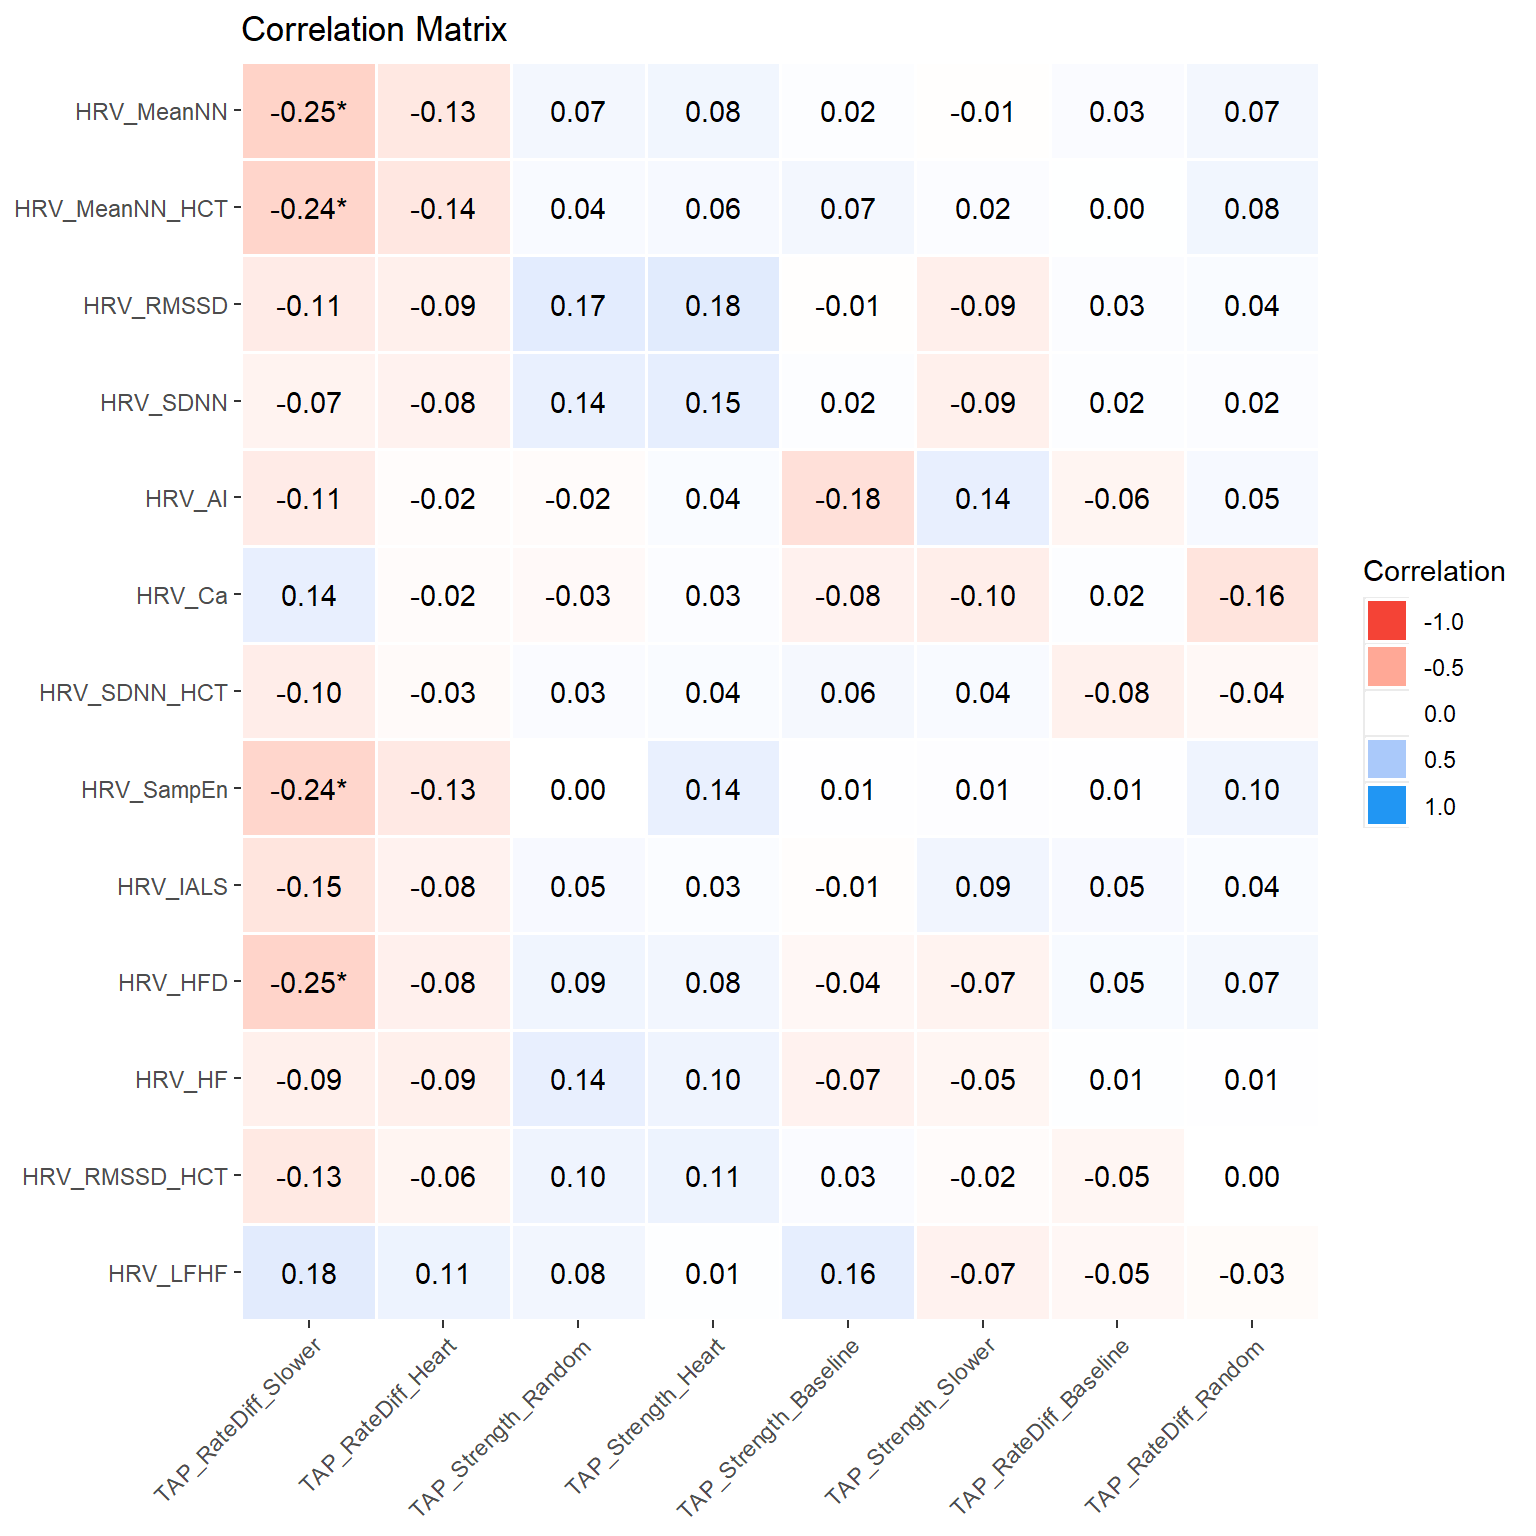 Correlation Matrix
HRV_MeanNN -0.25* -0.13 0.07 0.08 0.02 -0.01 0.03 0.07
HRV_MeanNN_HCT -0.24* -0.14 0.04 0.06 0.07 0.02 0.00 0.08
HRV_RMSSD -0.11 -0.09 0.17 0.18 -0.01 -0.09 0.03 0.04
HRV_SDNN -0.07 -0.08 0.14 0.15 0.02 -0.09 0.02 0.02
HRV_AI -0.11 -0.02 -0.02 0.04 -0.18 0.14 -0.06 0.05
HRV_Ca 0.14 -0.02 -0.03 0.03 -0.08 -0.10 0.02 -0.16
HRV_SDNN_HCT -0.10 -0.03 0.03 0.04 0.06 0.04 -0.08 -0.04
HRV_SampEn -0.24* -0.13 0.00 0.14 0.01 0.01 0.01 0.10
HRV_IALS -0.15 -0.08 0.05 0.03 -0.01 0.09 0.05 0.04
HRV_HFD -0.25* -0.08 0.09 0.08 -0.04 -0.07 0.05 0.07
HRV_HF -0.09 -0.09 0.14 0.10 -0.07 -0.05 0.01 0.01
HRV_RMSSD_HCT -0.13 -0.06 0.10 0.11 0.03 -0.02 -0.05 0.00
HRV_LFHF 0.18 0.11 0.08 0.01 0.16 -0.07 -0.05 -0.03
TAP_RateDiff_Slower
TAP_RateDiff_Heart
TAP_Strength_Random
TAP_Strength_Heart
TAP_Strength_Baseline
TAP_Strength_Slower
TAP_RateDiff_Baseline
TAP_RateDiff_Random
Correlation
-1.0
-0.5
0.0
0.5
1.0